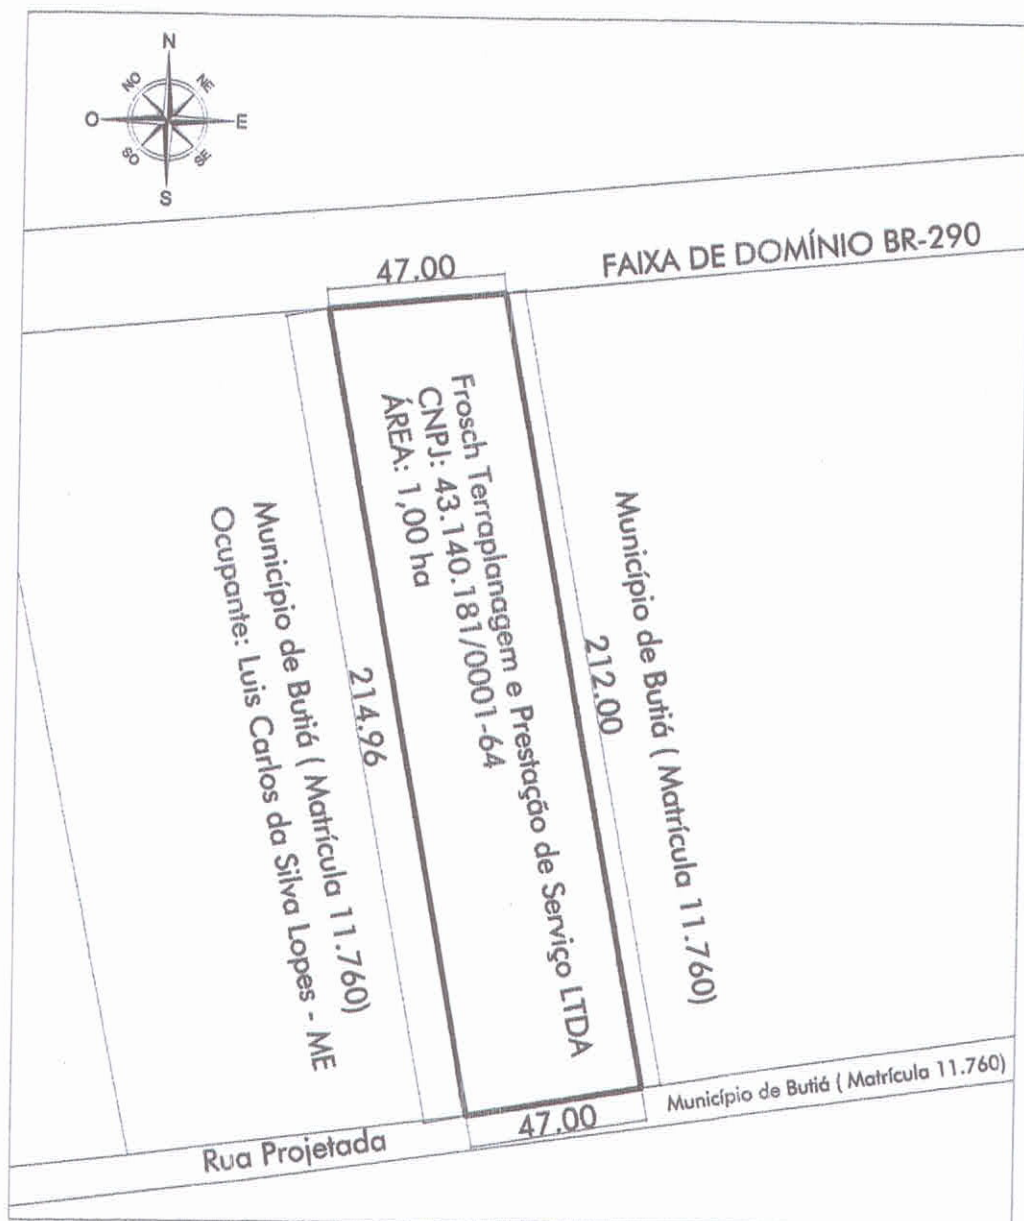 N
NO
NE
O
E
SO
SE
S
FAIXA DE DOMÍNIO BR-290
47.00
Frosch Terraplanagem e Prestação de Serviço LTDA
CNPJ: 43.140.181/0001-64
ÁREA: 1,00 ha
Município de Butiá ( Matrícula 11.760)
212.00
214.96
Município de Butiá ( Matrícula 11.760)
Ocupante: Luis Carlos da Silva Lopes - ME
Município de Butiá ( Matrícula 11.760)
47.00
Rua Projetada